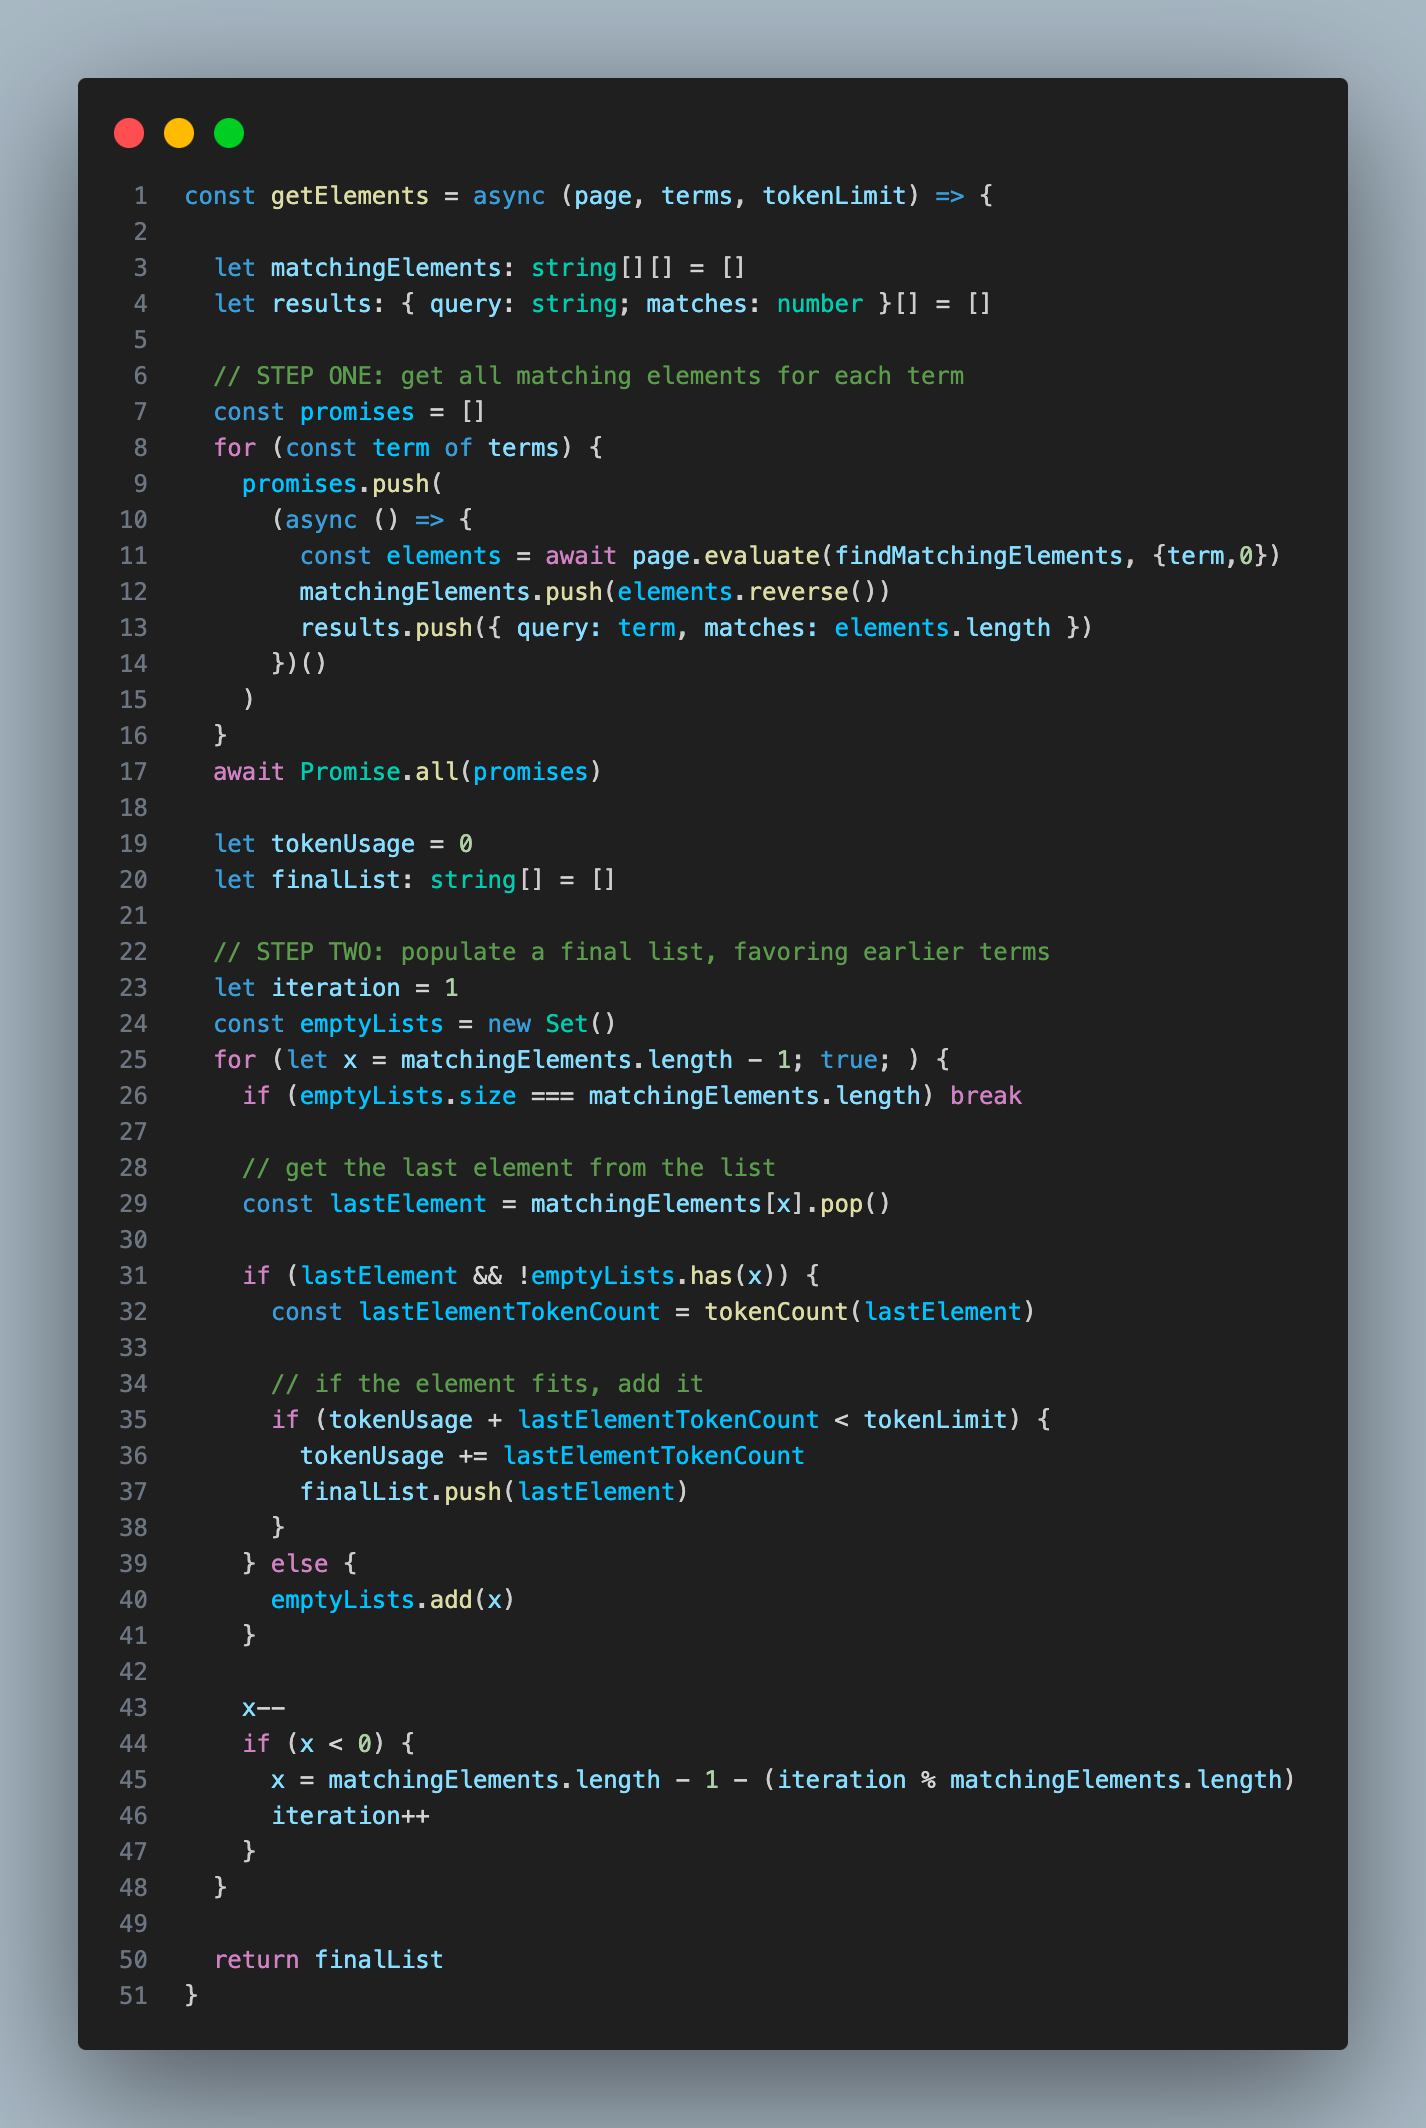 1 const getElements = async (page, terms, tokenLimit) => {
2
3   let matchingElements: string[][] = []
4   let results: { query: string; matches: number }[] = []
5
6   // STEP ONE: get all matching elements for each term
7   const promises = []
8   for (const term of terms) {
9     promises.push(
10       (async () => {
11         const elements = await page.evaluate(findMatchingElements, {term,0})
12         matchingElements.push(elements.reverse())
13         results.push({ query: term, matches: elements.length })
14       })()
15     )
16   }
17   await Promise.all(promises)
18
19   let tokenUsage = 0
20   let finalList: string[] = []
21
22   // STEP TWO: populate a final list, favoring earlier terms
23   let iteration = 1
24   const emptyLists = new Set()
25   for (let x = matchingElements.length - 1; true; ) {
26     if (emptyLists.size === matchingElements.length) break
27
28     // get the last element from the list
29     const lastElement = matchingElements[x].pop()
30
31     if (lastElement && !emptyLists.has(x)) {
32       const lastElementTokenCount = tokenCount(lastElement)
33
34       // if the element fits, add it
35       if (tokenUsage + lastElementTokenCount < tokenLimit) {
36         tokenUsage += lastElementTokenCount
37         finalList.push(lastElement)
38       }
39     } else {
40       emptyLists.add(x)
41     }
42
43     x--
44     if (x < 0) {
45       x = matchingElements.length - 1 - (iteration % matchingElements.length)
46       iteration++
47     }
48   }
49
50   return finalList
51 }